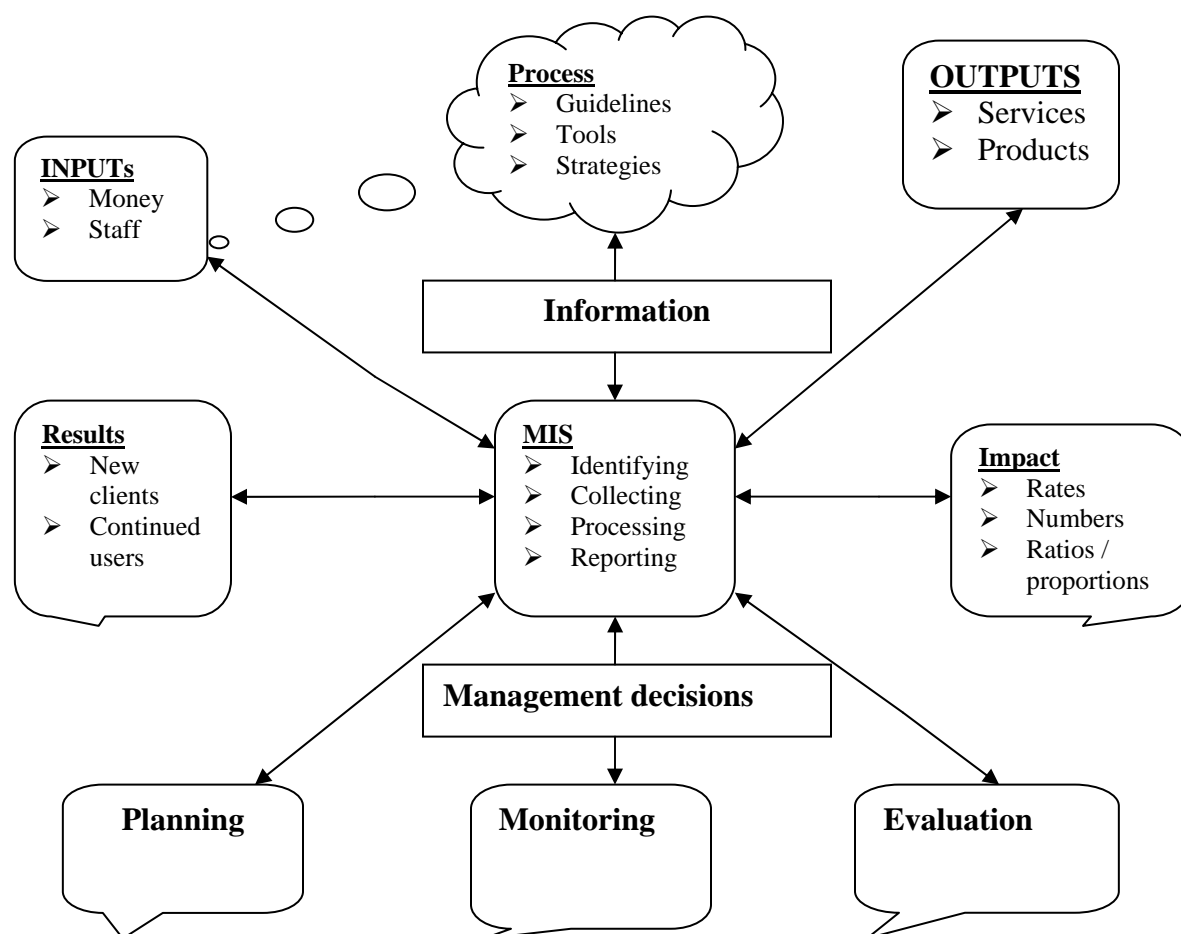 Process
➢ Guidelines
➢ Tools
➢ Strategies
OUTPUTS
➢ Services
➢ Products
INPUTs
➢ Money
➢ Staff
Information
Results
➢ New
clients
➢ Continued
users
MIS
➢ Identifying
➢ Collecting
➢ Processing
➢ Reporting
Impact
➢ Rates
➢ Numbers
➢ Ratios /
proportions
Management decisions
Planning
Monitoring
Evaluation